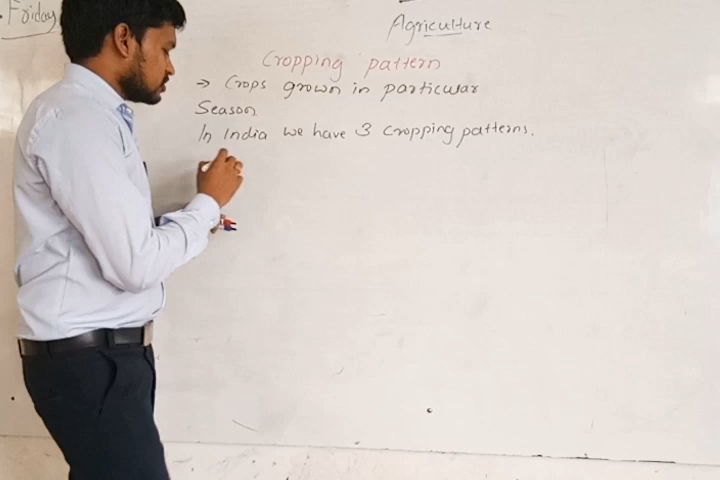 Friday
Agriculture
Cropping pattern
→ Crops grown in particular
Season
In India we have 3 Cropping patterns.